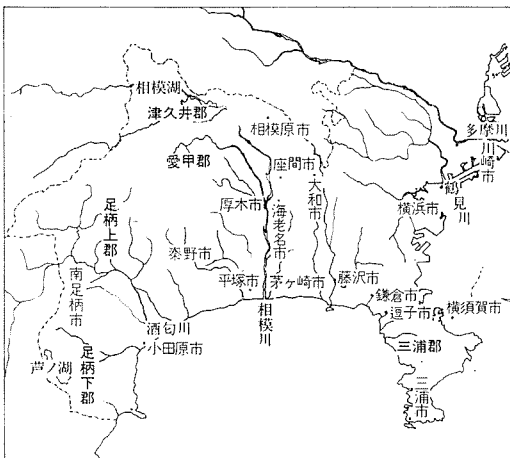 相模湖
津久井郡
相模原市
多摩川
川崎市
愛甲郡
座間市
大和市
鶴見川
横浜市
厚木市
海老名市
足柄上郡
秦野市
藤沢市
南足柄市
平塚市
茅ヶ崎市
鎌倉市
横須賀市
逗子市
酒匂川
小田原市
相模川
三浦郡
芦ノ湖
足柄下郡
三浦市